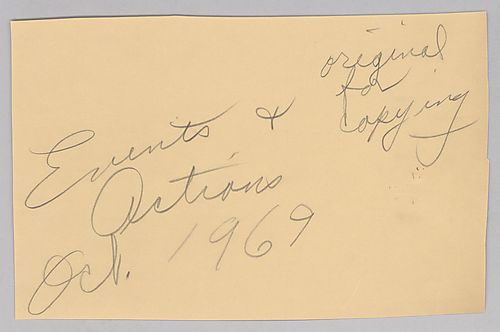 original
for
copying
Events &
Actions
Oct. 1969